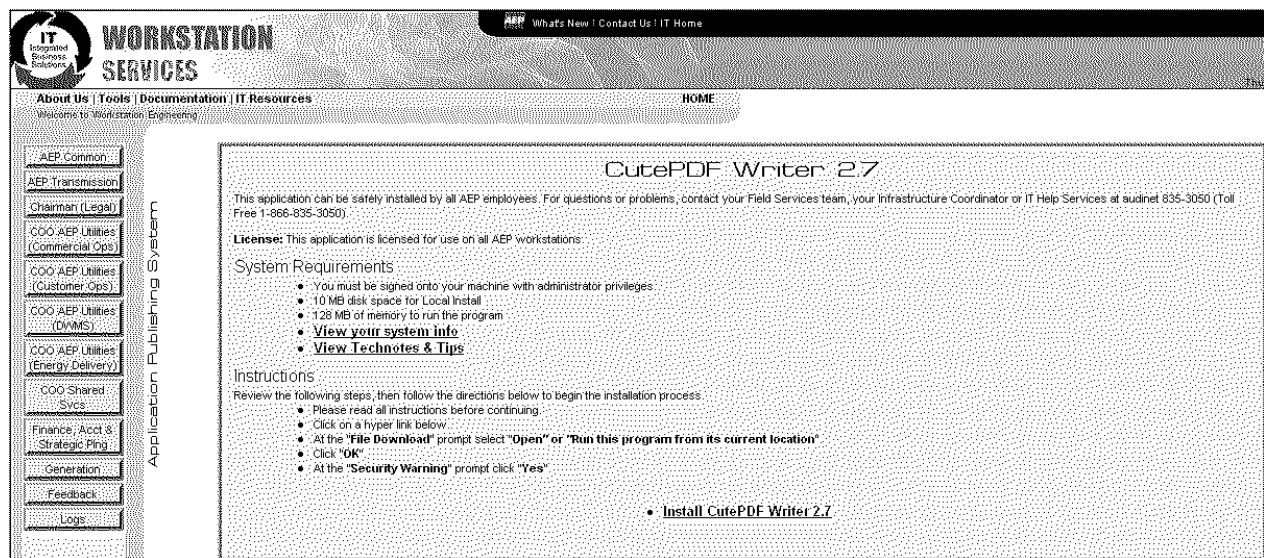 AEP What's New | Contact Us | IT Home
IT
Integrated
Business
Solutions
WORKSTATION
SERVICES
Thu
About Us | Tools | Documentation | IT Resources
HOME
Welcome to Workstation Engineering
AEP Common
AEP Transmission
Chairman (Legal)
COO AEP Utilities
(Commercial Ops)
COO AEP Utilities
(Customer Ops)
COO AEP Utilities
(DWMS)
COO AEP Utilities
(Energy Delivery)
COO Shared
Svcs
Finance, Acct &
Strategic Plng
Generation
Feedback
Logs
Application Publishing System
CutePDF Writer 2.7
This application can be safely installed by all AEP employees. For questions or problems, contact your Field Services team, your Infrastructure Coordinator or IT Help Services at audinet 835-3050 (Toll
Free 1-866-835-3050).
License: This application is licensed for use on all AEP workstations.
System Requirements
• You must be signed onto your machine with administrator privileges.
• 10 MB disk space for Local Install
• 128 MB of memory to run the program
• View your system info
• View Technotes & Tips
Instructions
Review the following steps, then follow the directions below to begin the installation process.
• Please read all instructions before continuing.
• Click on a hyper link below.
• At the "File Download" prompt select "Open" or "Run this program from its current location"
• Click "OK".
• At the "Security Warning" prompt click "Yes".
• Install CutePDF Writer 2.7